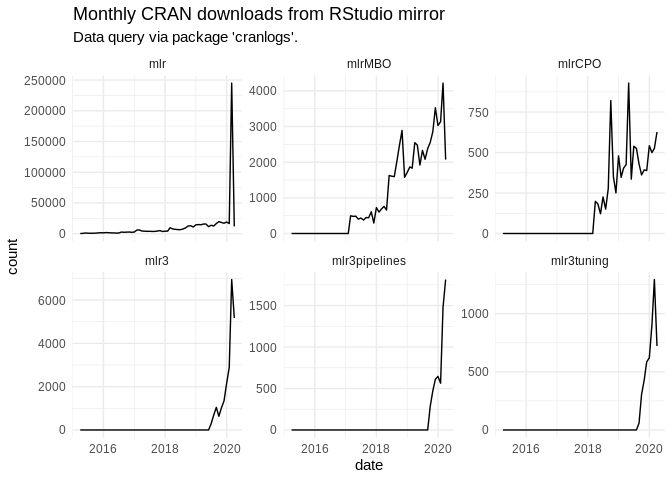 Monthly CRAN downloads from RStudio mirror
Data query via package 'cranlogs'.
mlr
mlrMBO
mlrCPO
250000
200000
150000
100000
50000
0
4000
3000
2000
1000
0
750
500
250
0
count
mlr3
mlr3pipelines
mlr3tuning
6000
4000
2000
0
1500
1000
500
0
1000
500
0
2016 2018 2020
2016 2018 2020
2016 2018 2020
date